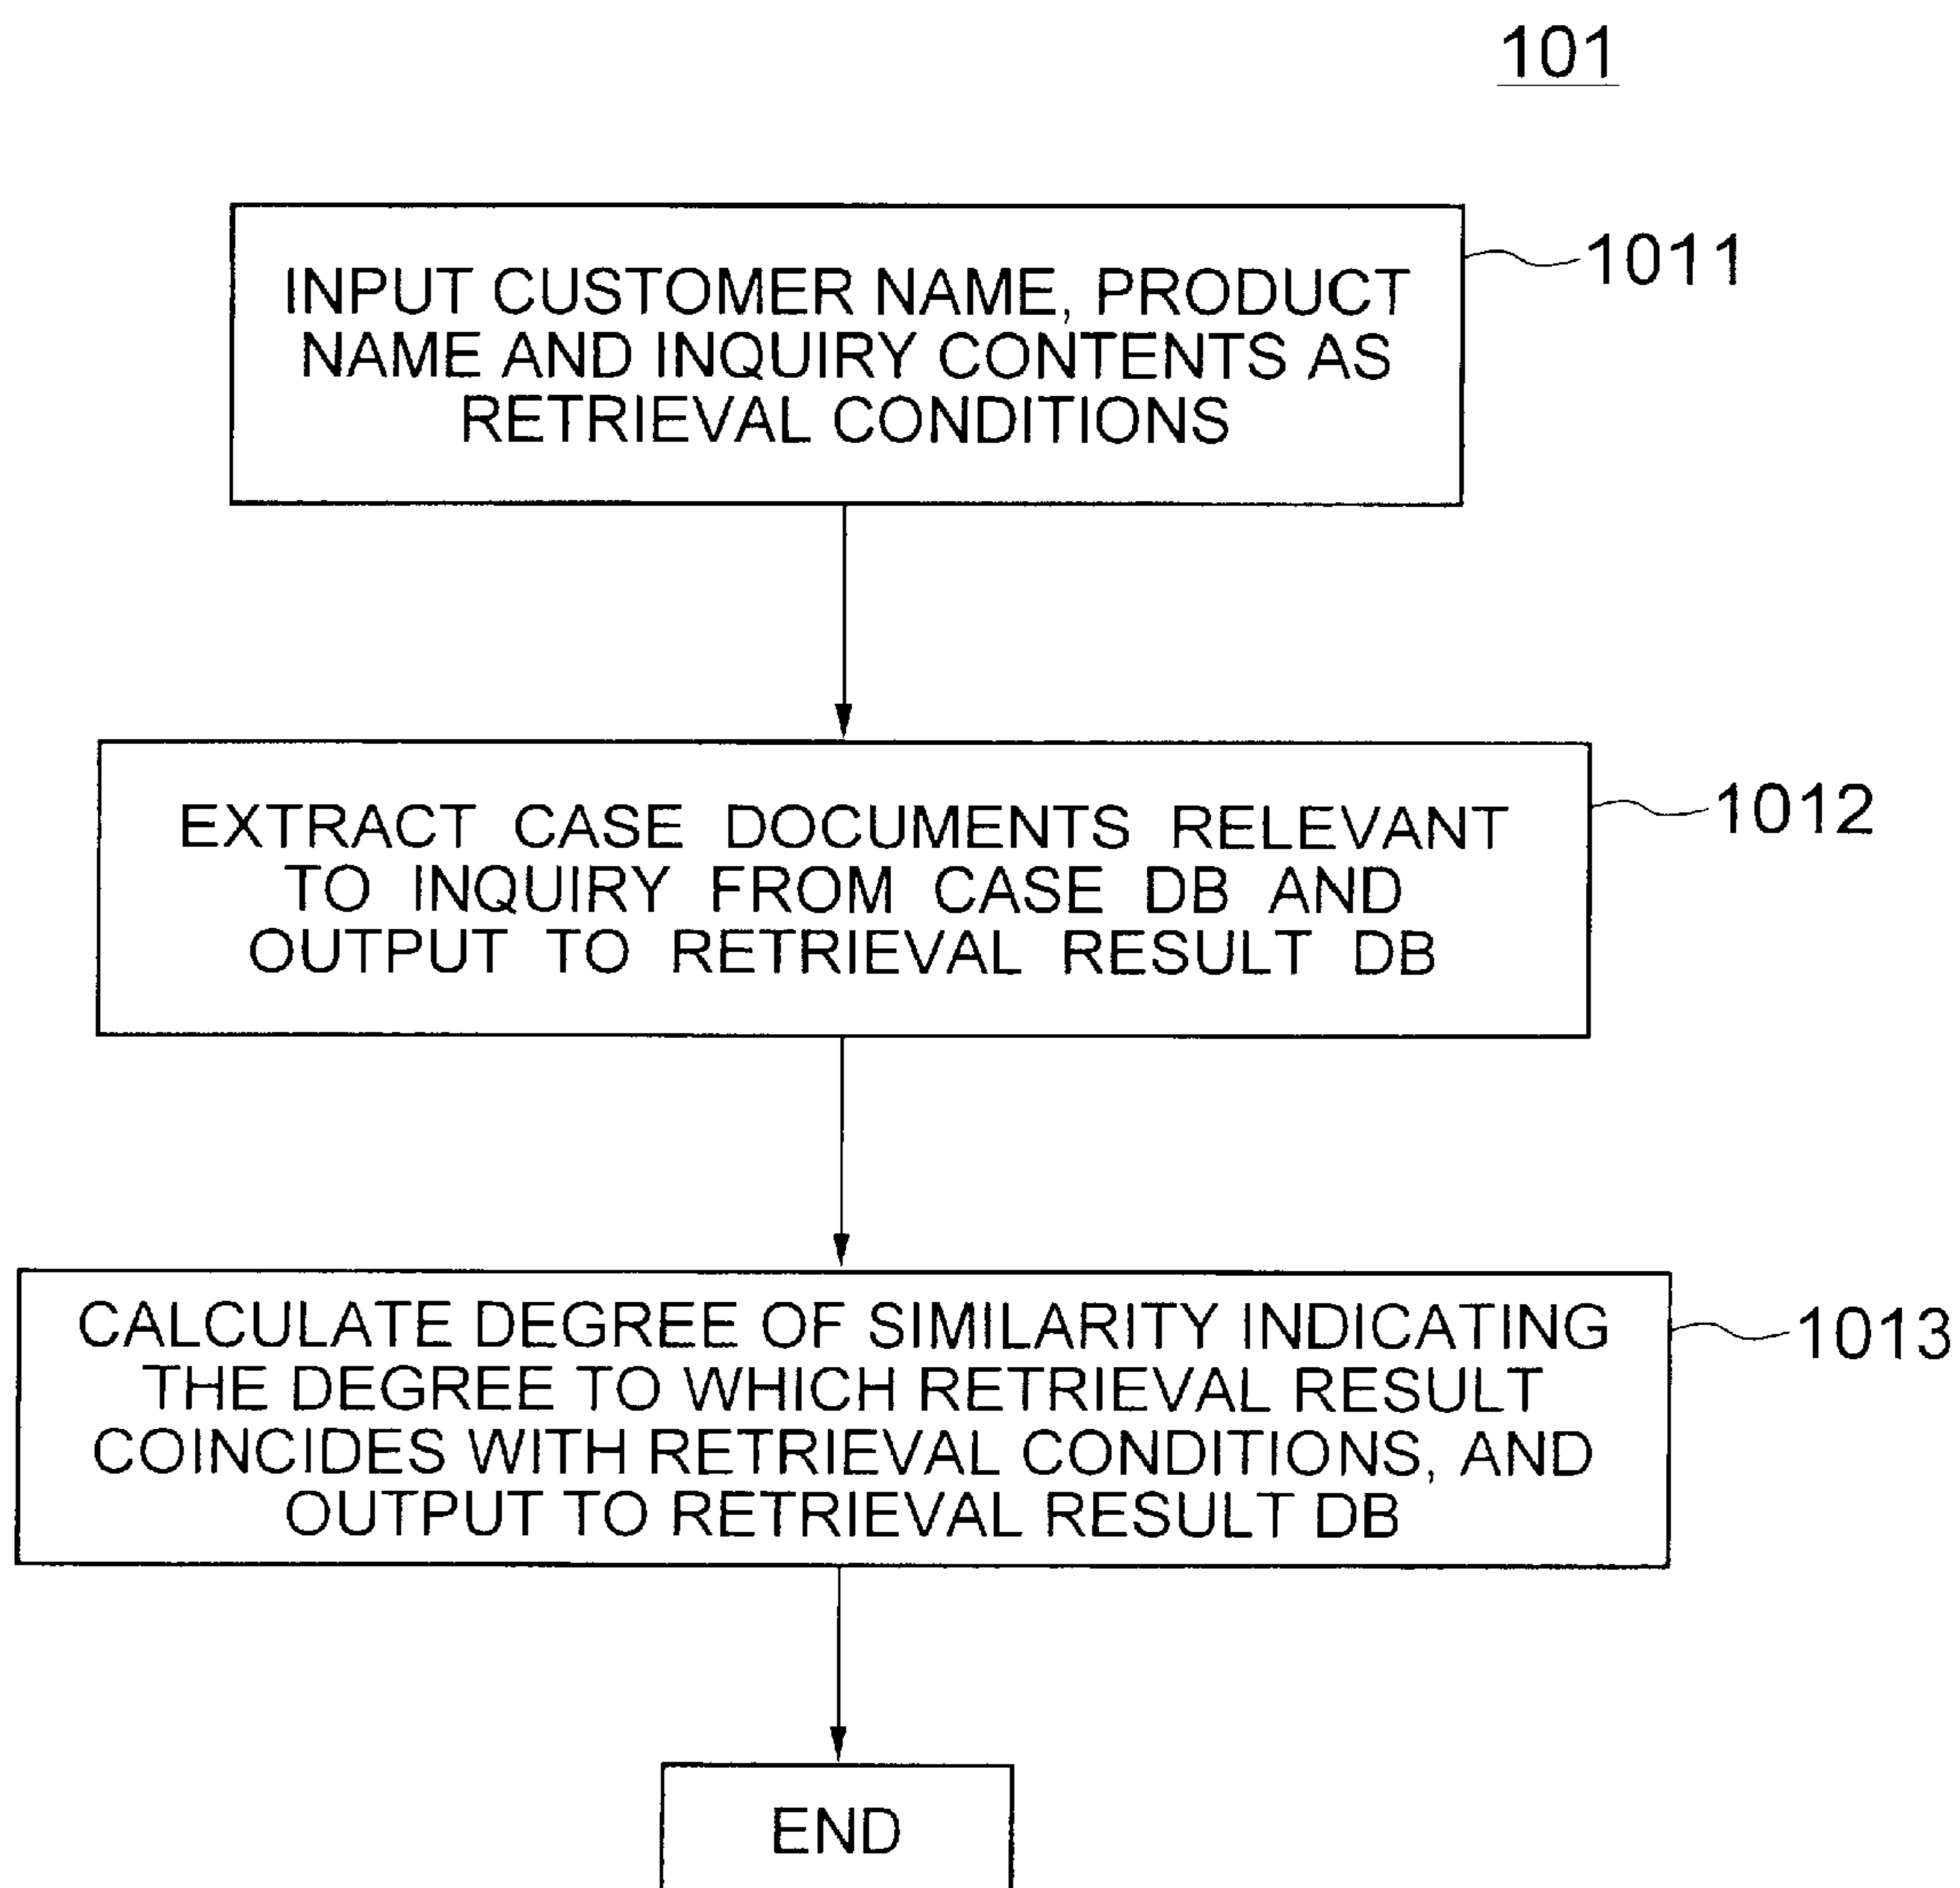 101
INPUT CUSTOMER NAME, PRODUCT
NAME AND INQUIRY CONTENTS AS
RETRIEVAL CONDITIONS
1011
EXTRACT CASE DOCUMENTS RELEVANT
TO INQUIRY FROM CASE DB AND
OUTPUT TO RETRIEVAL RESULT DB
1012
CALCULATE DEGREE OF SIMILARITY INDICATING
THE DEGREE TO WHICH RETRIEVAL RESULT
COINCIDES WITH RETRIEVAL CONDITIONS, AND
OUTPUT TO RETRIEVAL RESULT DB
1013
END